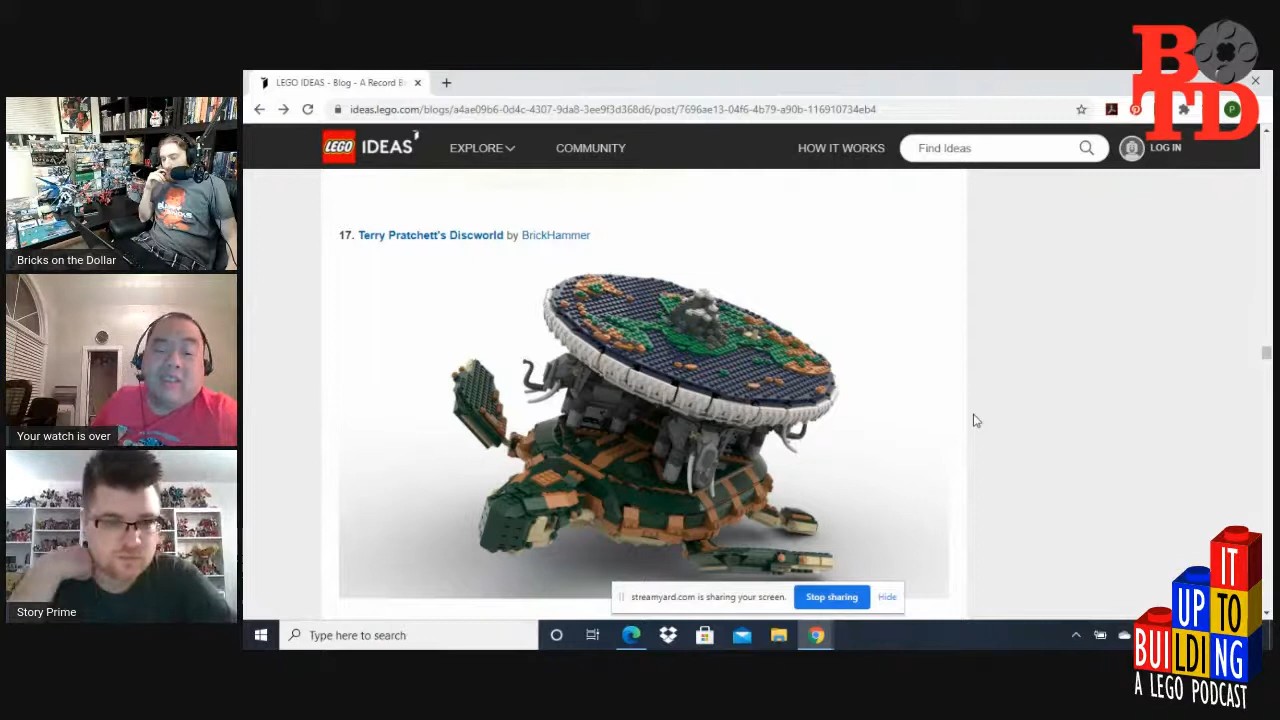 BOTD
LEGO IDEAS - Blog - A Record B
ideas.lego.com/blogs/a4ae09b6-0d4c-4307-9da8-3ee9f3d368d6/post/7696ae13-04f6-4b79-a90b-116910734eb4
LEGO IDEAS
EXPLORE
COMMUNITY
HOW IT WORKS
Find Ideas
LOG IN
17. Terry Pratchett's Discworld by BrickHammer
Bricks on the Dollar
Your watch is over
Story Prime
streamyard.com is sharing your screen.
Stop sharing
Hide
Type here to search
BUILDING
UP
IT
TO
A LEGO PODCAST